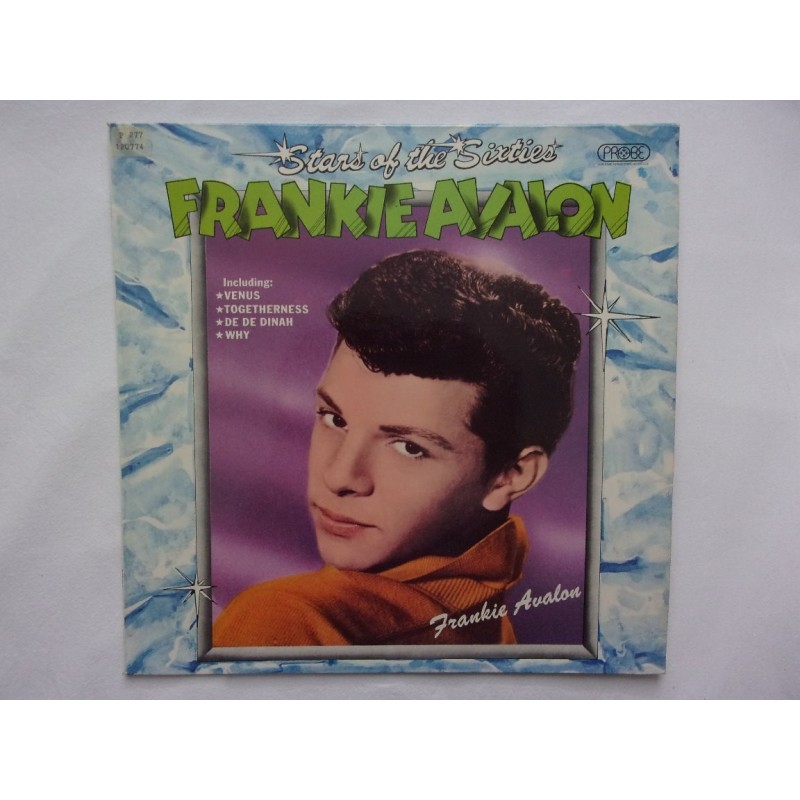 Stars of the Sixties
PROBE
FRANKIE AVALON
Including:
★VENUS
★TOGETHERNESS
★DE DE DINAH
★WHY
Frankie Avalon